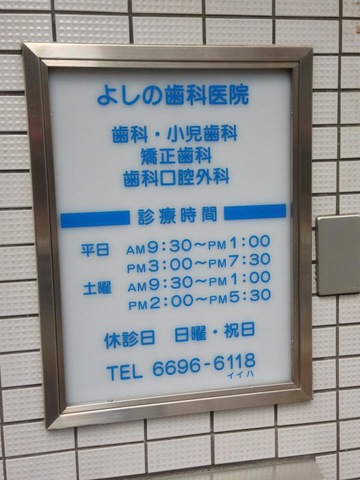 よしの歯科医院
歯科・小児歯科
矯正歯科
歯科口腔外科
診療時間
平日 AM9:30～PM1:00
PM3:00～PM7:30
土曜 AM9:30～PM1:00
PM2:00～PM5:30
休診日 日曜・祝日
TEL 6696-6118
イイハ